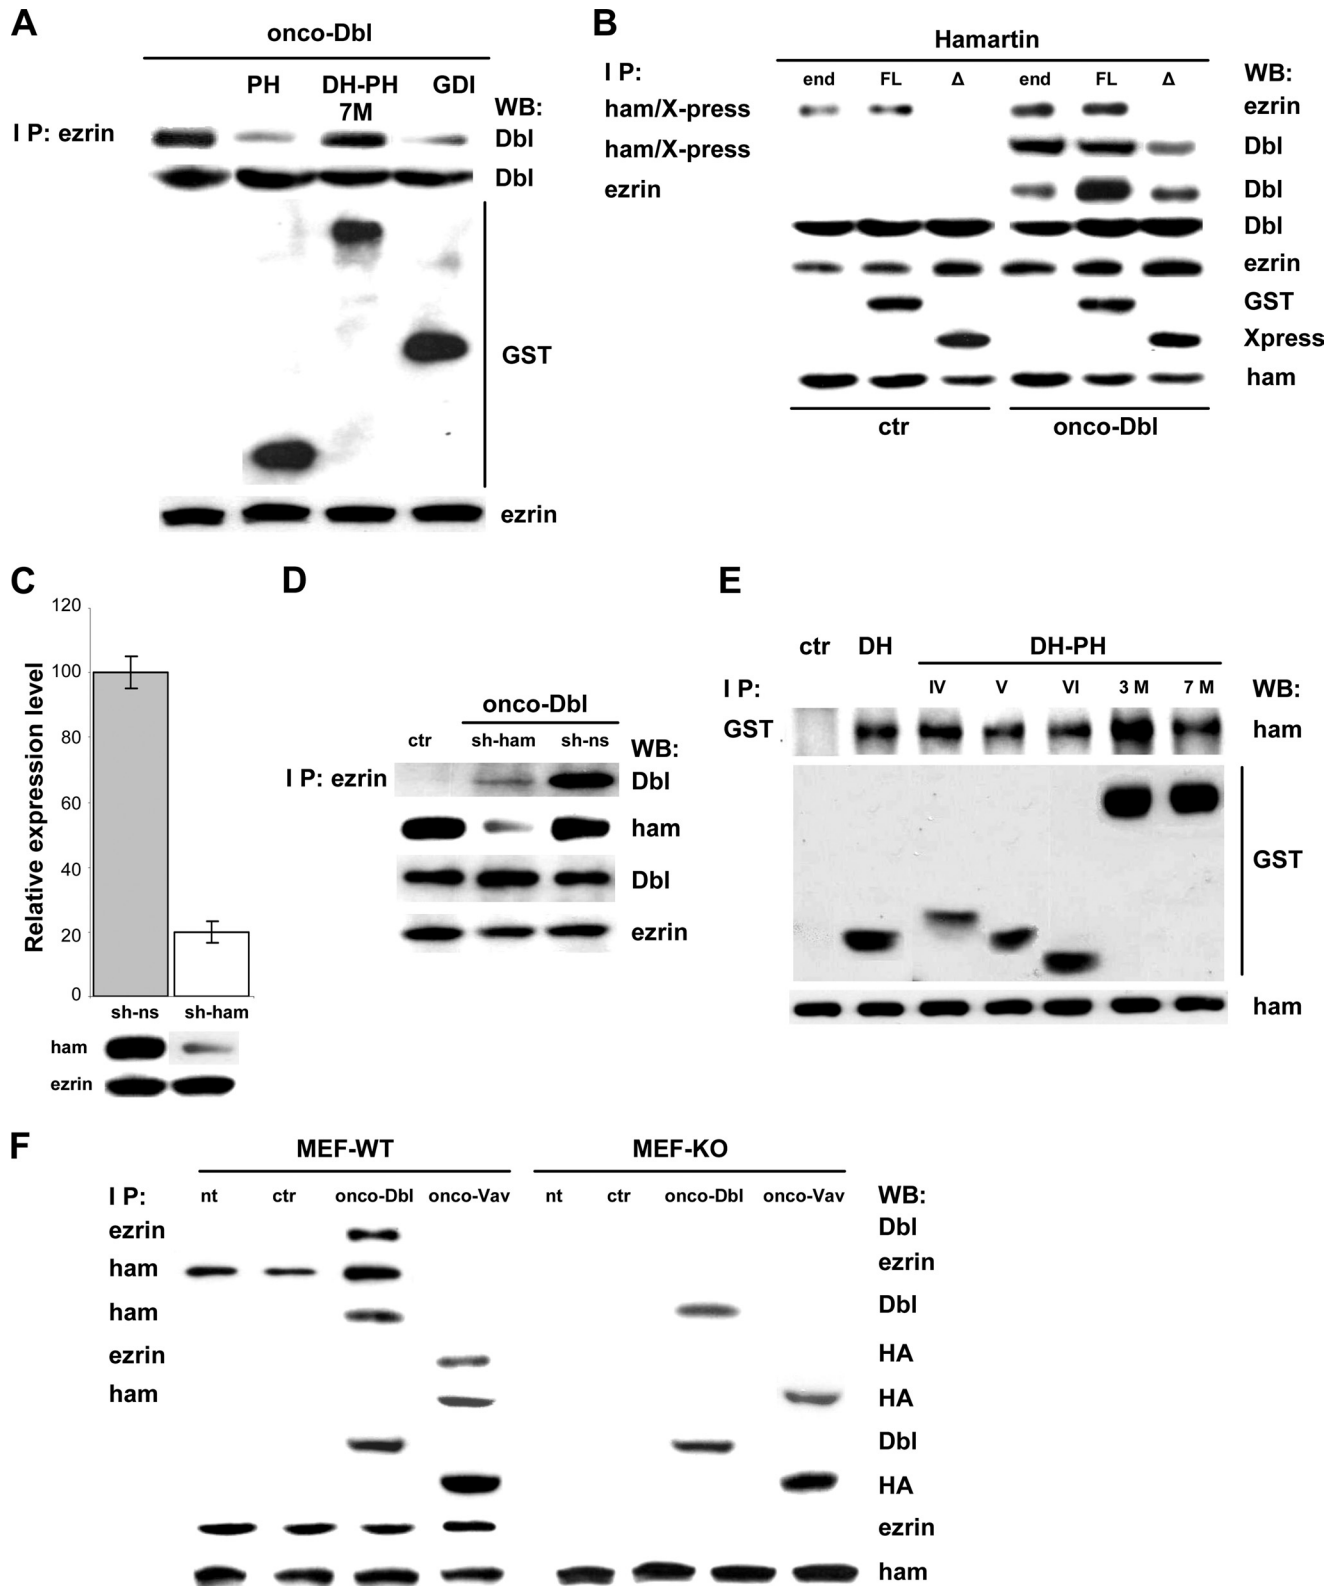 A
onco-Dbl
PH DH-PH 7M GDI
WB:
I P: ezrin Dbl
Dbl
GST
ezrin
B
Hamartin
I P: end FL Δ end FL Δ WB:
ham/X-press ezrin
ham/X-press Dbl
ezrin Dbl
Dbl
ezrin
GST
Xpress
ham
ctr onco-Dbl
C
Relative expression level
120
100
80
60
40
20
0
sh-ns sh-ham
ham
ezrin
D
onco-Dbl
ctr sh-ham sh-ns WB:
I P: ezrin Dbl
ham
Dbl
ezrin
E
ctr DH DH-PH
I P: IV V VI 3 M 7 M WB:
GST ham
GST
ham
F
MEF-WT MEF-KO
I P: nt ctr onco-Dbl onco-Vav nt ctr onco-Dbl onco-Vav WB:
ezrin Dbl
ham ezrin
ham Dbl
ezrin HA
ham HA
Dbl
HA
ezrin
ham